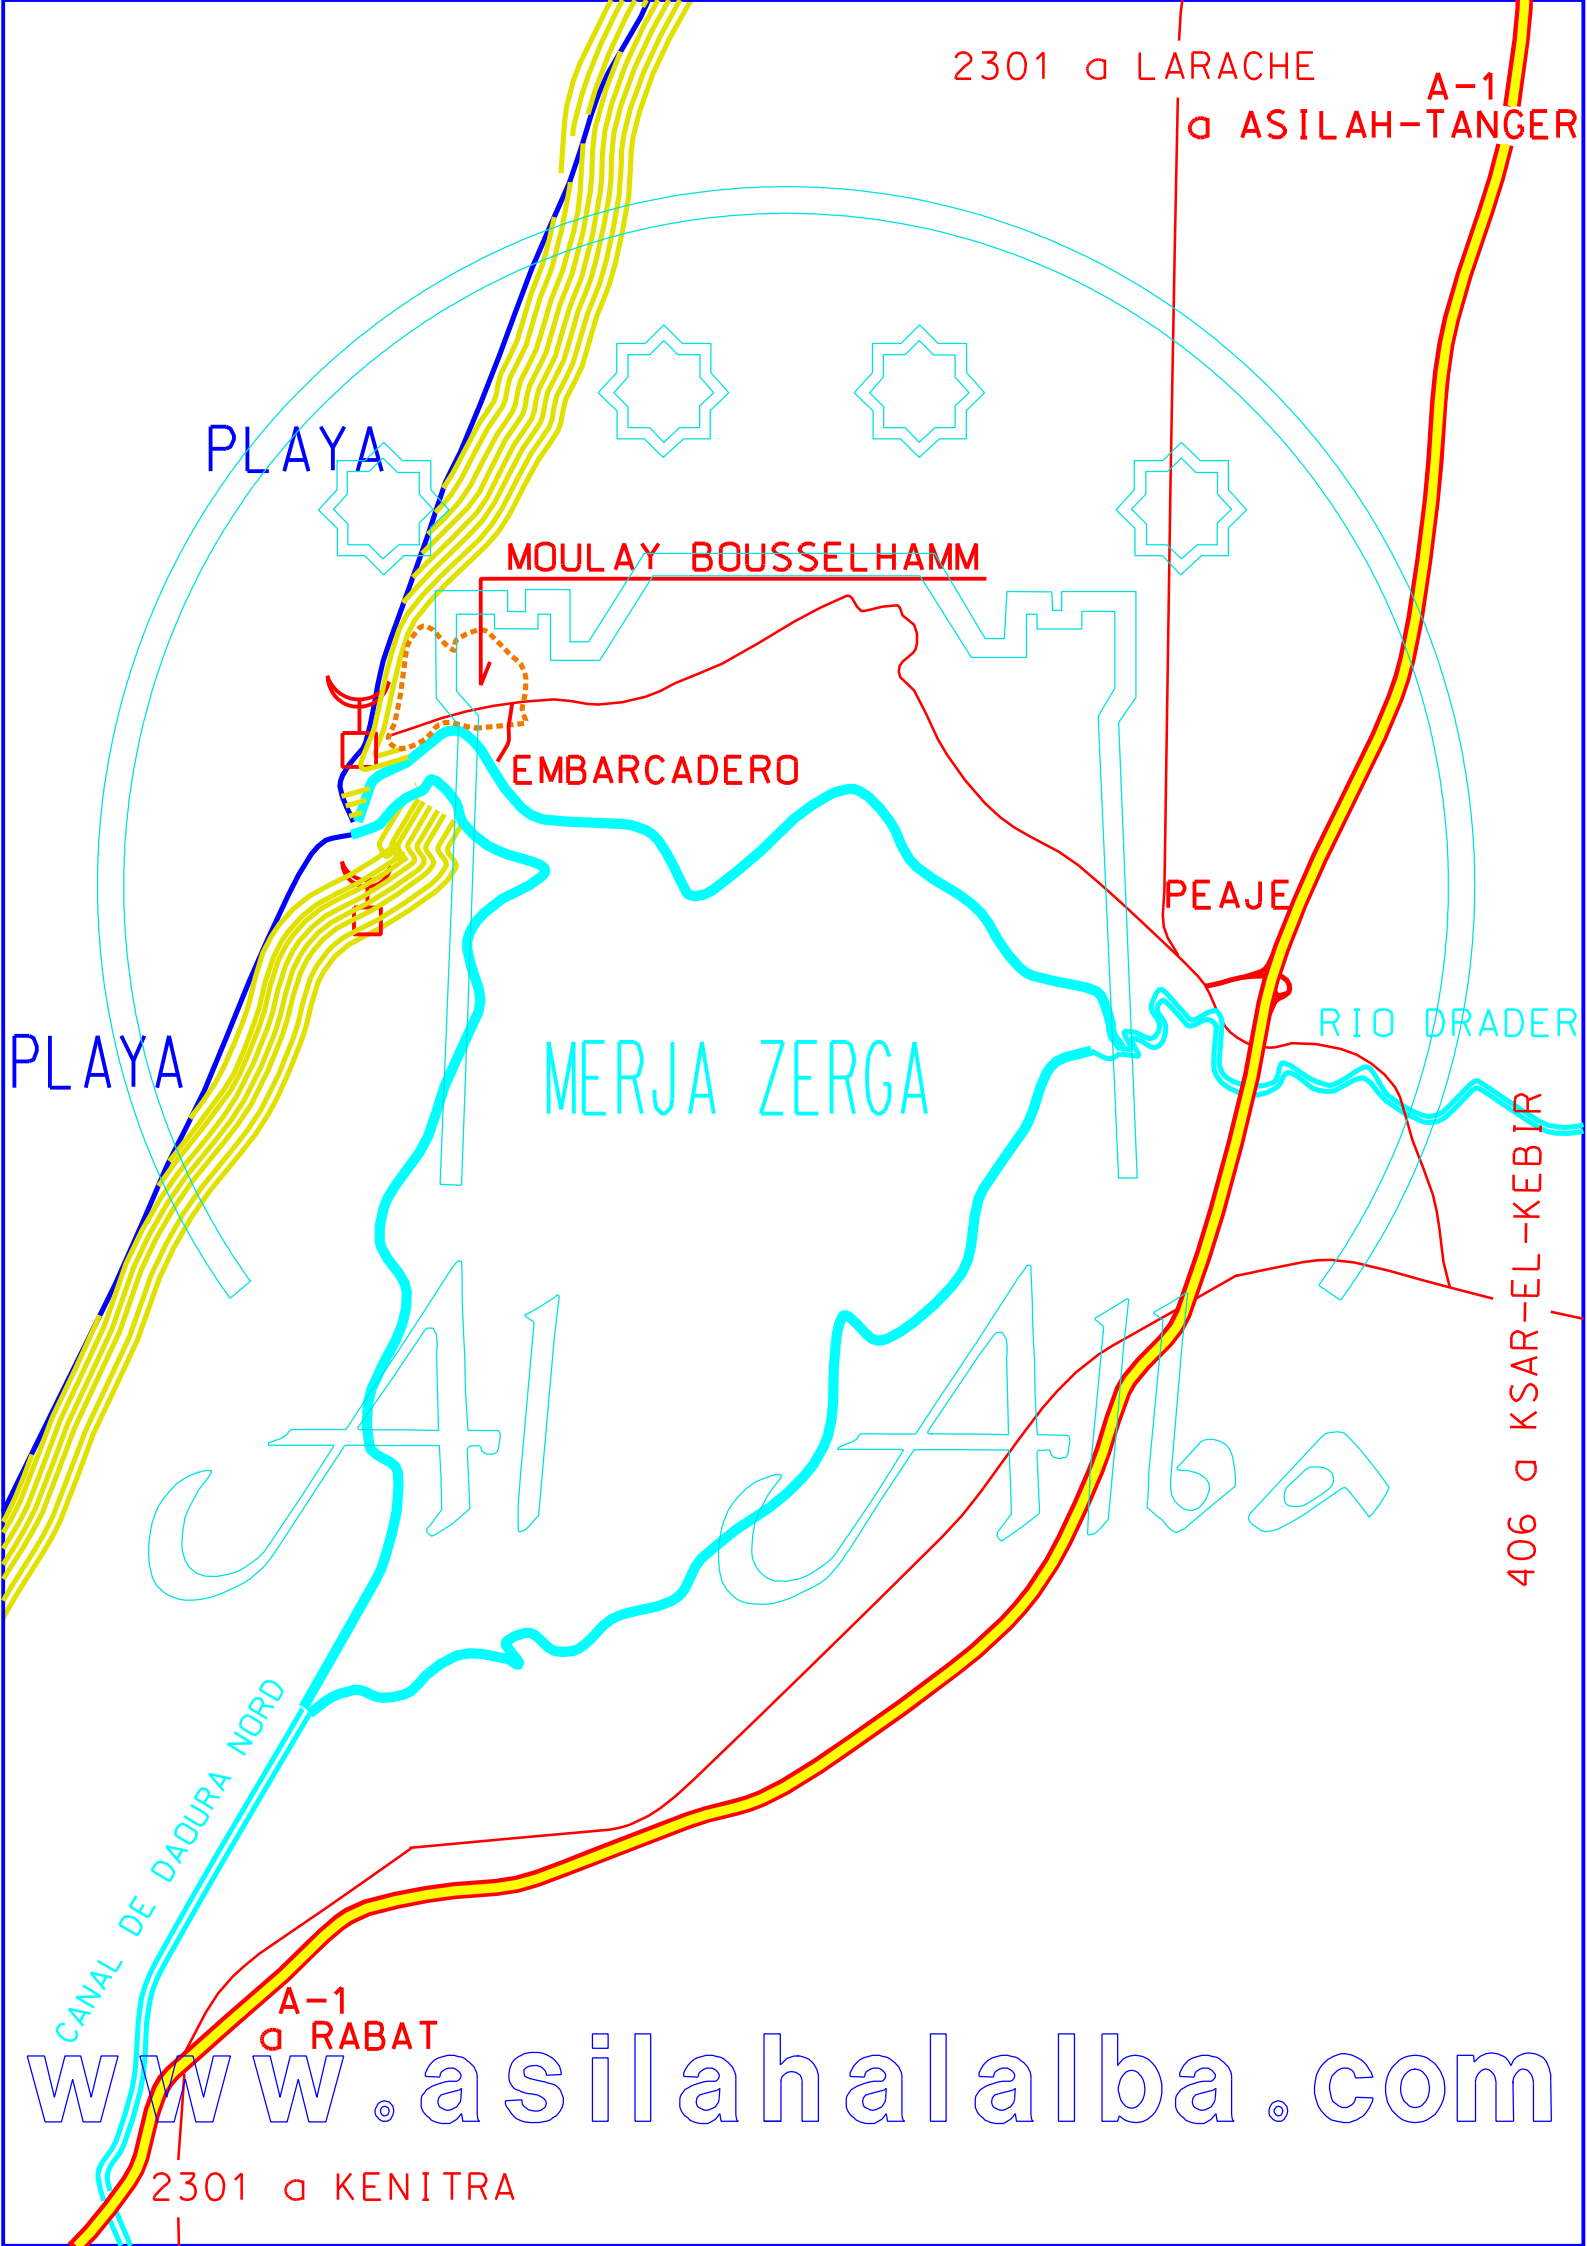 2301 a LARACHE
A-1
a ASILAH-TANGER
PLAYA
MOULAY BOUSSELHAMM
EMBARCADERO
PEAJE
RIO DRADER
PLAYA
MERJA ZERGA
406 a KSAR-EL-KEBIR
Al Alba
CANAL DE DAOURA NORD
A-1
a RABAT
www.asilahalalba.com
2301 a KENITRA